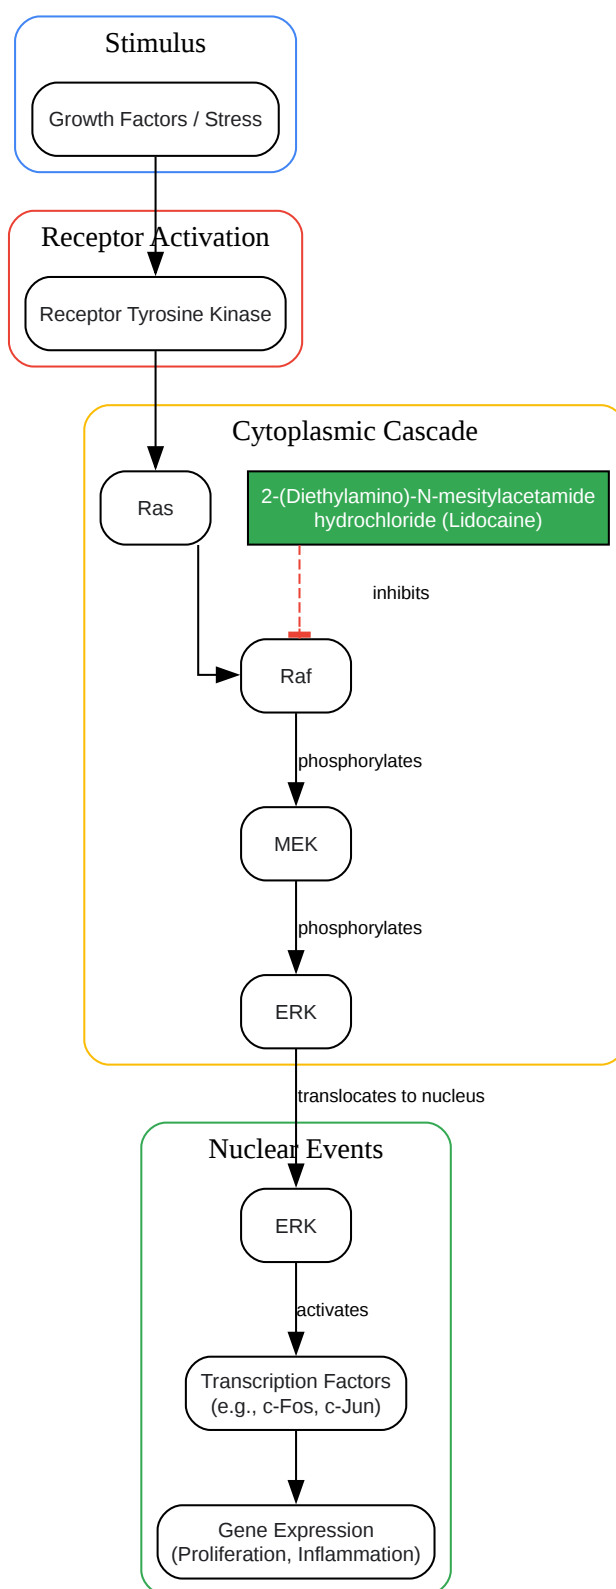 Stimulus
Growth Factors / Stress
Receptor Activation
Receptor Tyrosine Kinase
Cytoplasmic Cascade
Ras
2-(Diethylamino)-N-mesitylacetamide
hydrochloride (Lidocaine)
inhibits
Raf
phosphorylates
MEK
phosphorylates
ERK
translocates to nucleus
Nuclear Events
ERK
activates
Transcription Factors
(e.g., c-Fos, c-Jun)
Gene Expression
(Proliferation, Inflammation)